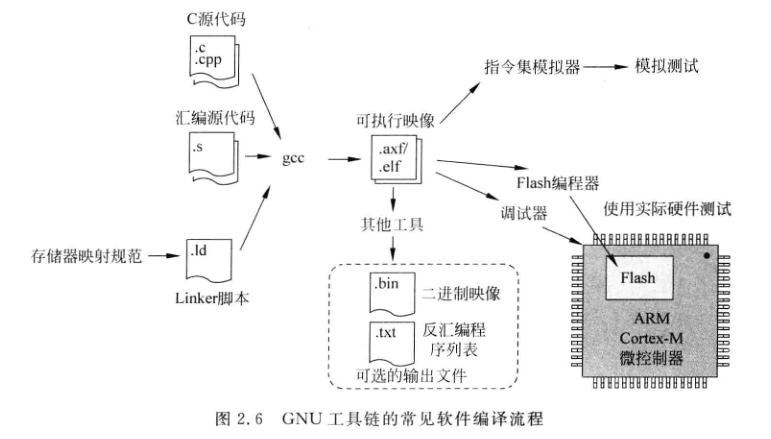 C源代码
.c
.cpp
汇编源代码
.s
gcc
存储器映射规范
.ld
Linker脚本
可执行映像
.axf/
.elf
其他工具
.bin
二进制映像
.txt
反汇编程
序列表
可选的输出文件
指令集模拟器
模拟测试
Flash编程器
调试器
使用实际硬件测试
Flash
ARM
Cortex-M
微控制器
图 2.6 GNU 工具链的常见软件编译流程